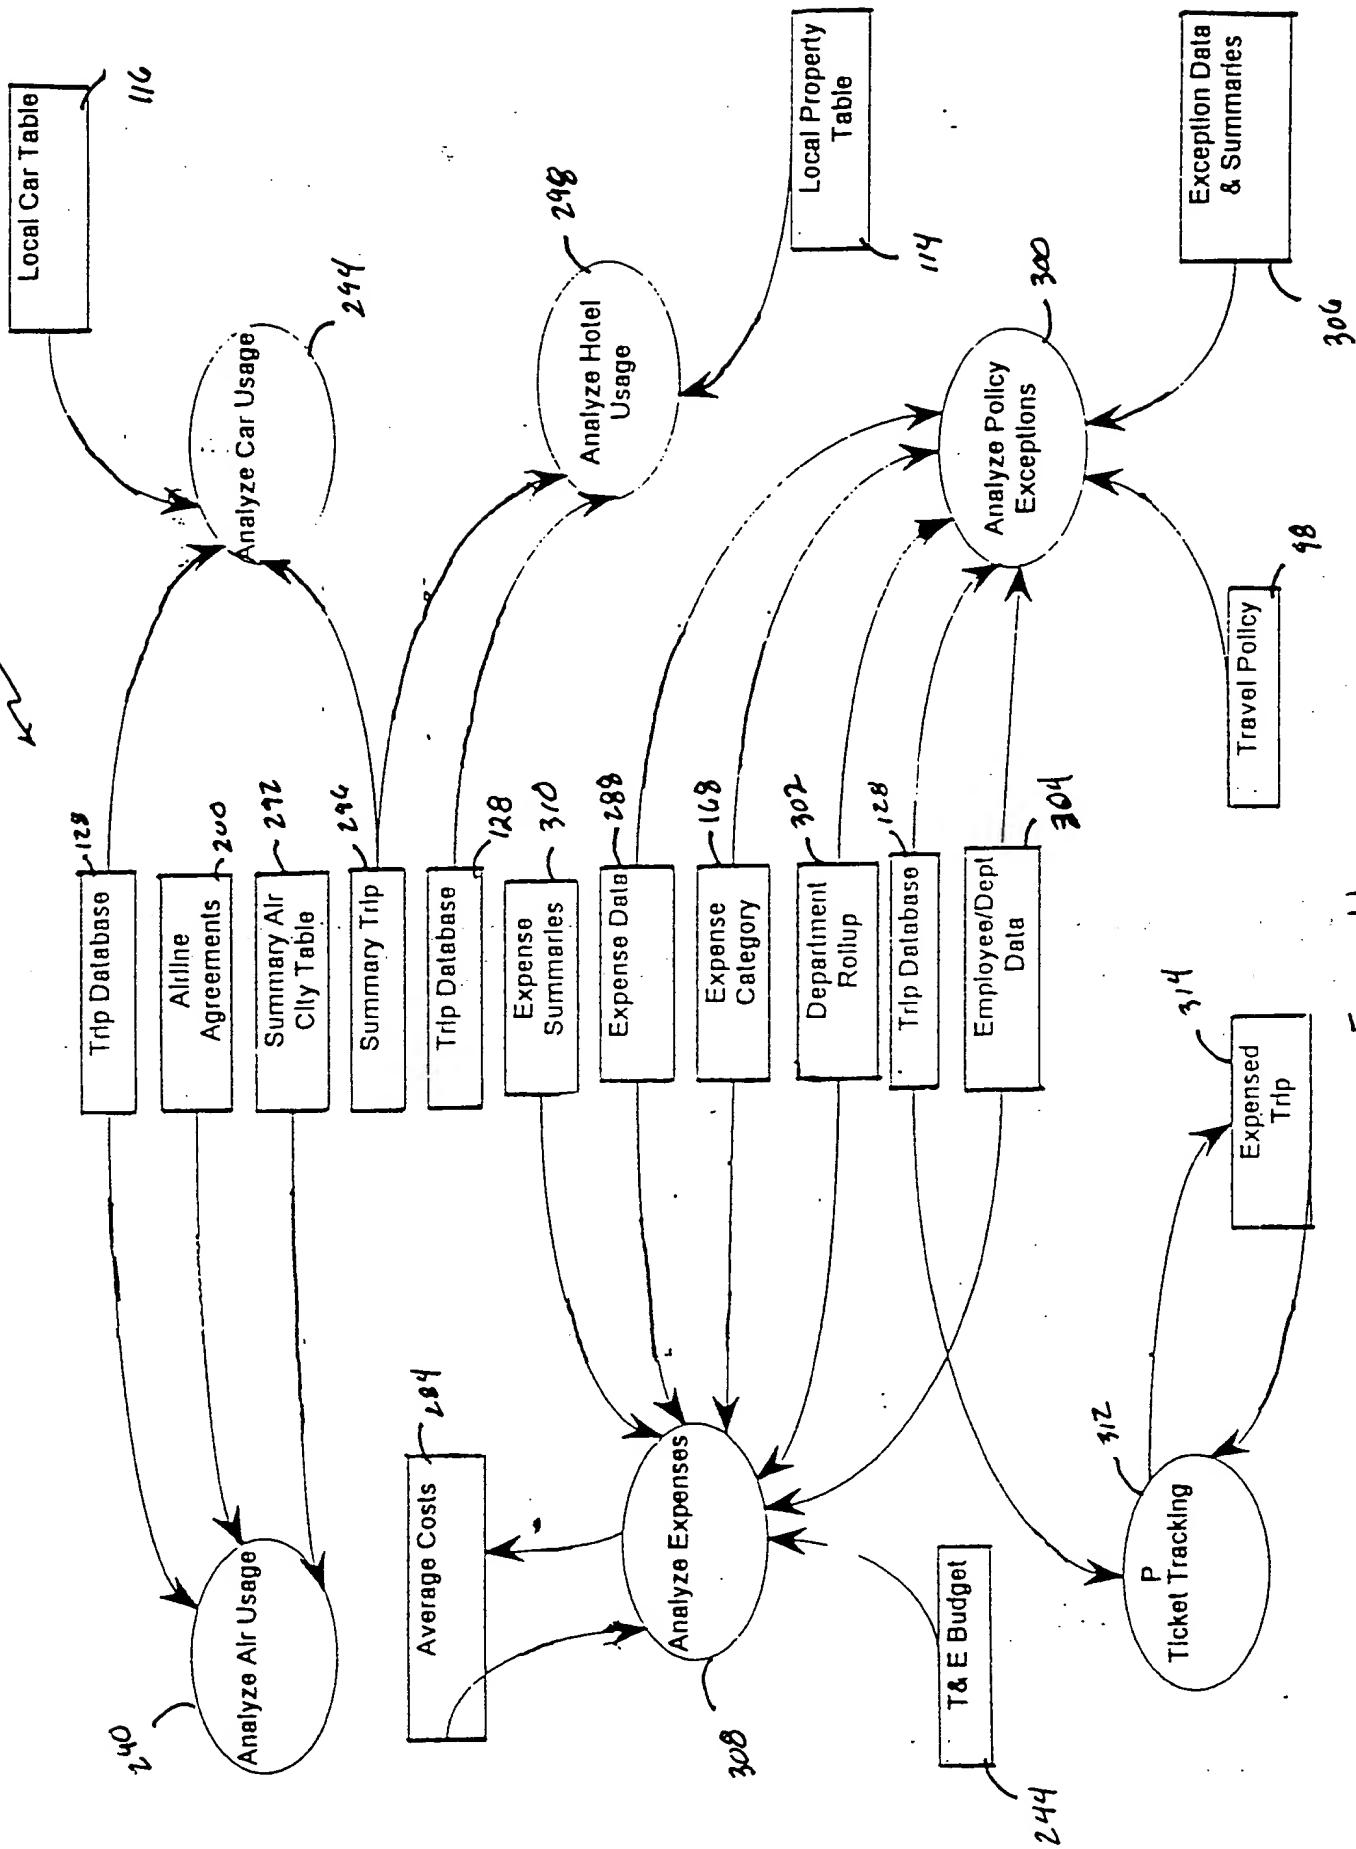 Local Car Table
116
Analyze Car Usage
294
Analyze Hotel
Usage
298
Local Property
Table
114
Analyze Policy
Exceptions
300
Exception Data
& Summaries
306
Travel Policy
98
Trip Database
128
Airline
Agreements
200
Summary Air
City Table
292
Summary Trip
296
Trip Database
128
Expense
Summaries
310
Expense Data
288
Expense
Category
168
Department
Rollup
302
Trip Database
128
Employee/Dept
Data
304
Analyze Air Usage
240
Average Costs
284
Analyze Expenses
308
T& E Budget
244
P
Ticket Tracking
312
Expensed
Trip
314